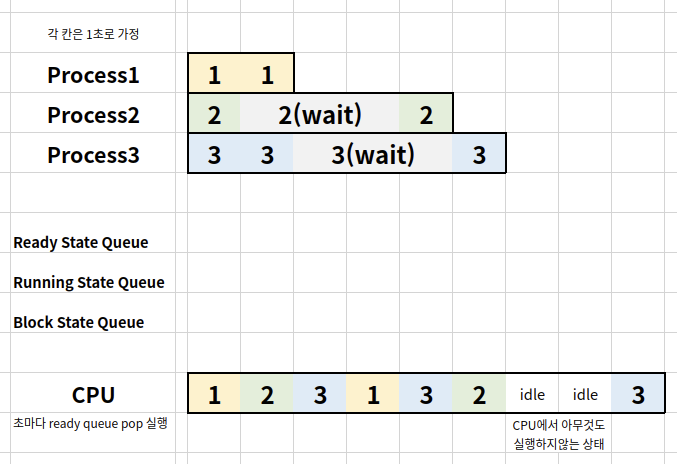 각 칸은 1초로 가정
Process1 1 1
Process2 2 2(wait) 2
Process3 3 3 3(wait) 3
Ready State Queue
Running State Queue
Block State Queue
CPU 1 2 3 1 3 2 idle idle 3
초마다 ready queue pop 실행
CPU에서 아무것도
실행하지않는 상태